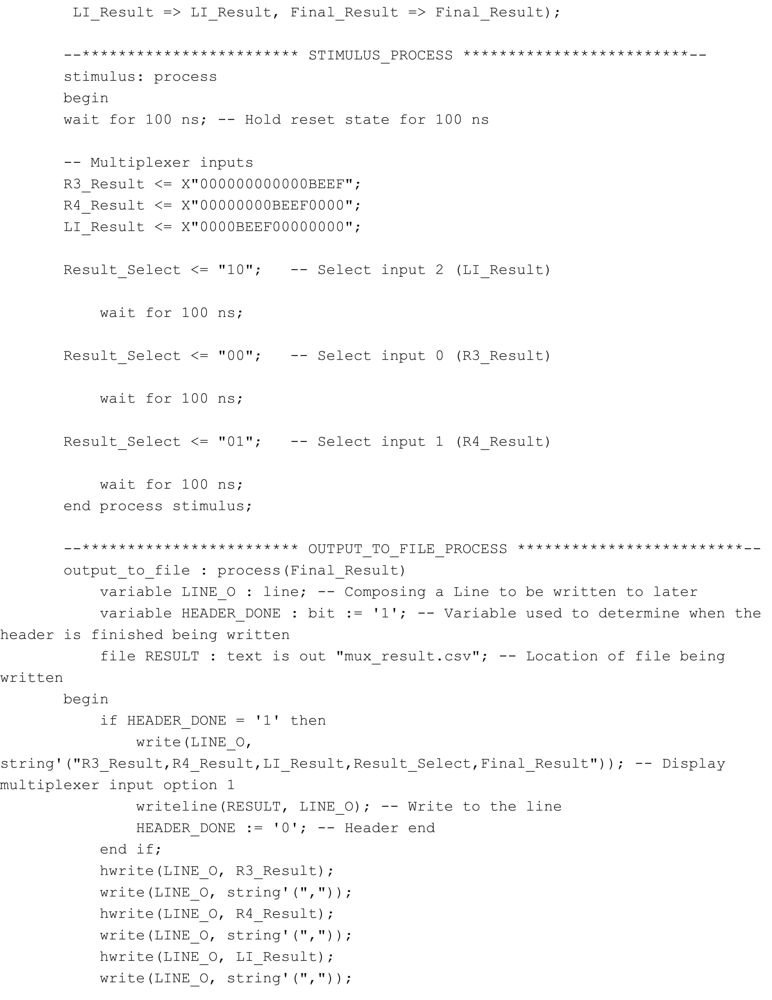 LI_Result => LI_Result, Final_Result => Final_Result);
--************************ STIMULUS_PROCESS *************************--
stimulus: process
begin
wait for 100 ns; -- Hold reset state for 100 ns
-- Multiplexer inputs
R3_Result <= X"000000000000BEEF";
R4_Result <= X"00000000BEEF0000";
LI_Result <= X"0000BEEF00000000";
Result_Select <= "10";   -- Select input 2 (LI_Result)
wait for 100 ns;
Result_Select <= "00";   -- Select input 0 (R3_Result)
wait for 100 ns;
Result_Select <= "01";   -- Select input 1 (R4_Result)
wait for 100 ns;
end process stimulus;
--************************ OUTPUT_TO_FILE_PROCESS *************************--
output_to_file : process(Final_Result)
variable LINE_O : line; -- Composing a Line to be written to later
variable HEADER_DONE : bit := '1'; -- Variable used to determine when the
header is finished being written
file RESULT : text is out "mux_result.csv"; -- Location of file being
written
begin
if HEADER_DONE = '1' then
write(LINE_O,
string'("R3_Result,R4_Result,LI_Result,Result_Select,Final_Result")); -- Display
multiplexer input option 1
writeline(RESULT, LINE_O); -- Write to the line
HEADER_DONE := '0'; -- Header end
end if;
hwrite(LINE_O, R3_Result);
write(LINE_O, string'(","));
hwrite(LINE_O, R4_Result);
write(LINE_O, string'(","));
hwrite(LINE_O, LI_Result);
write(LINE_O, string'(","));